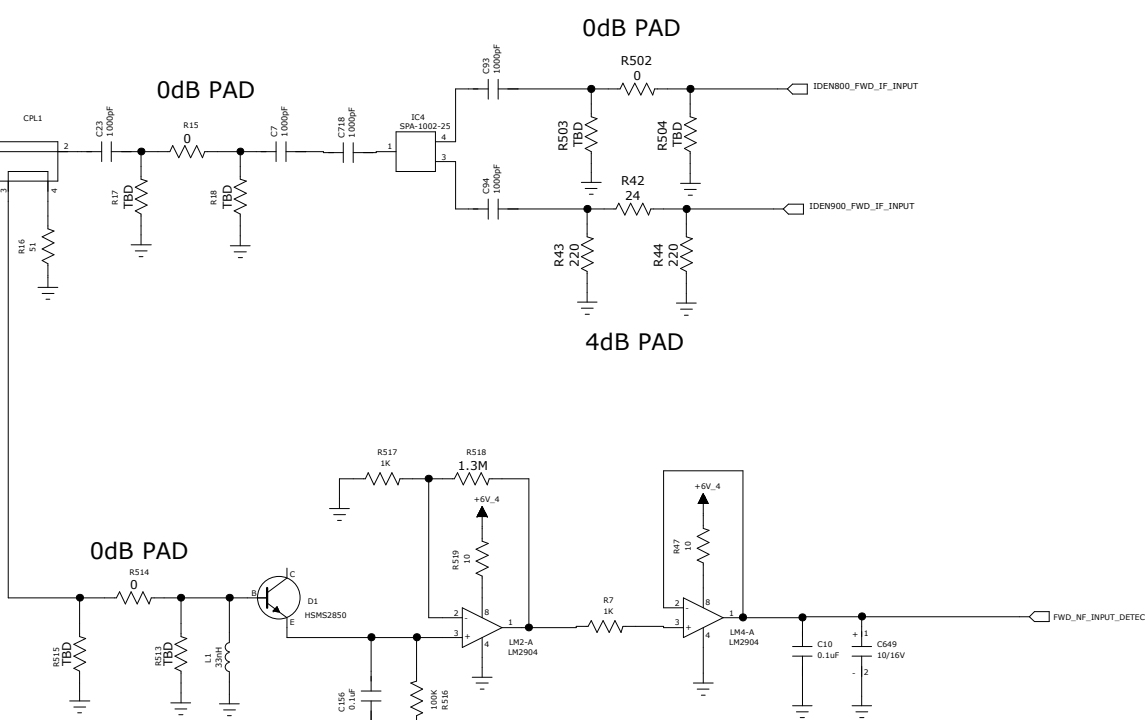 0dB PAD
R502
0
C93
1000pF
IDEN800_FWD_IF_INPUT
R503
TBD
R504
TBD
0dB PAD
CPL1
C23
1000pF
R15
0
C7
1000pF
C718
1000pF
IC4
SPA-1002-25
1
4
3
2
3
4
R17
TBD
R18
TBD
R16
51
C94
1000pF
R42
24
IDEN900_FWD_IF_INPUT
R43
220
R44
220
4dB PAD
R517
1K
R518
1.3M
+6V_4
R519
10
+6V_4
R47
10
0dB PAD
R514
0
B
C
E
D1
HSMS2850
2
-
3
+
8
1
4
LM2-A
LM2904
R7
1K
2
-
3
+
8
1
4
LM4-A
LM2904
C10
0.1uF
+
1
-
2
C649
10/16V
FWD_NF_INPUT_DETEC
R515
TBD
R513
TBD
L1
33nH
C156
0.1uF
100K
R516